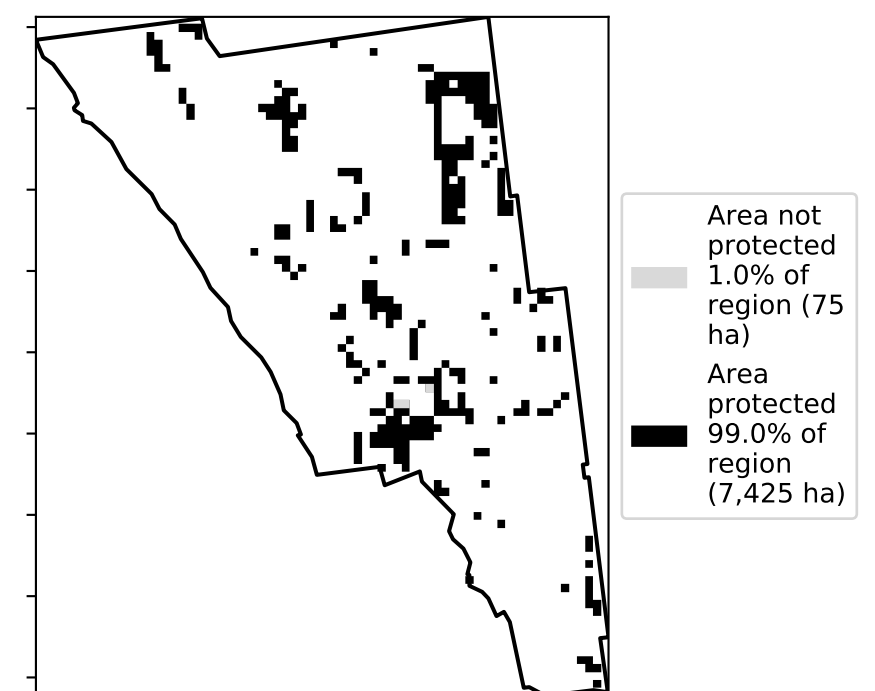 Area not
protected
1.0% of
region (75
ha)
Area
protected
99.0% of
region
(7,425 ha)